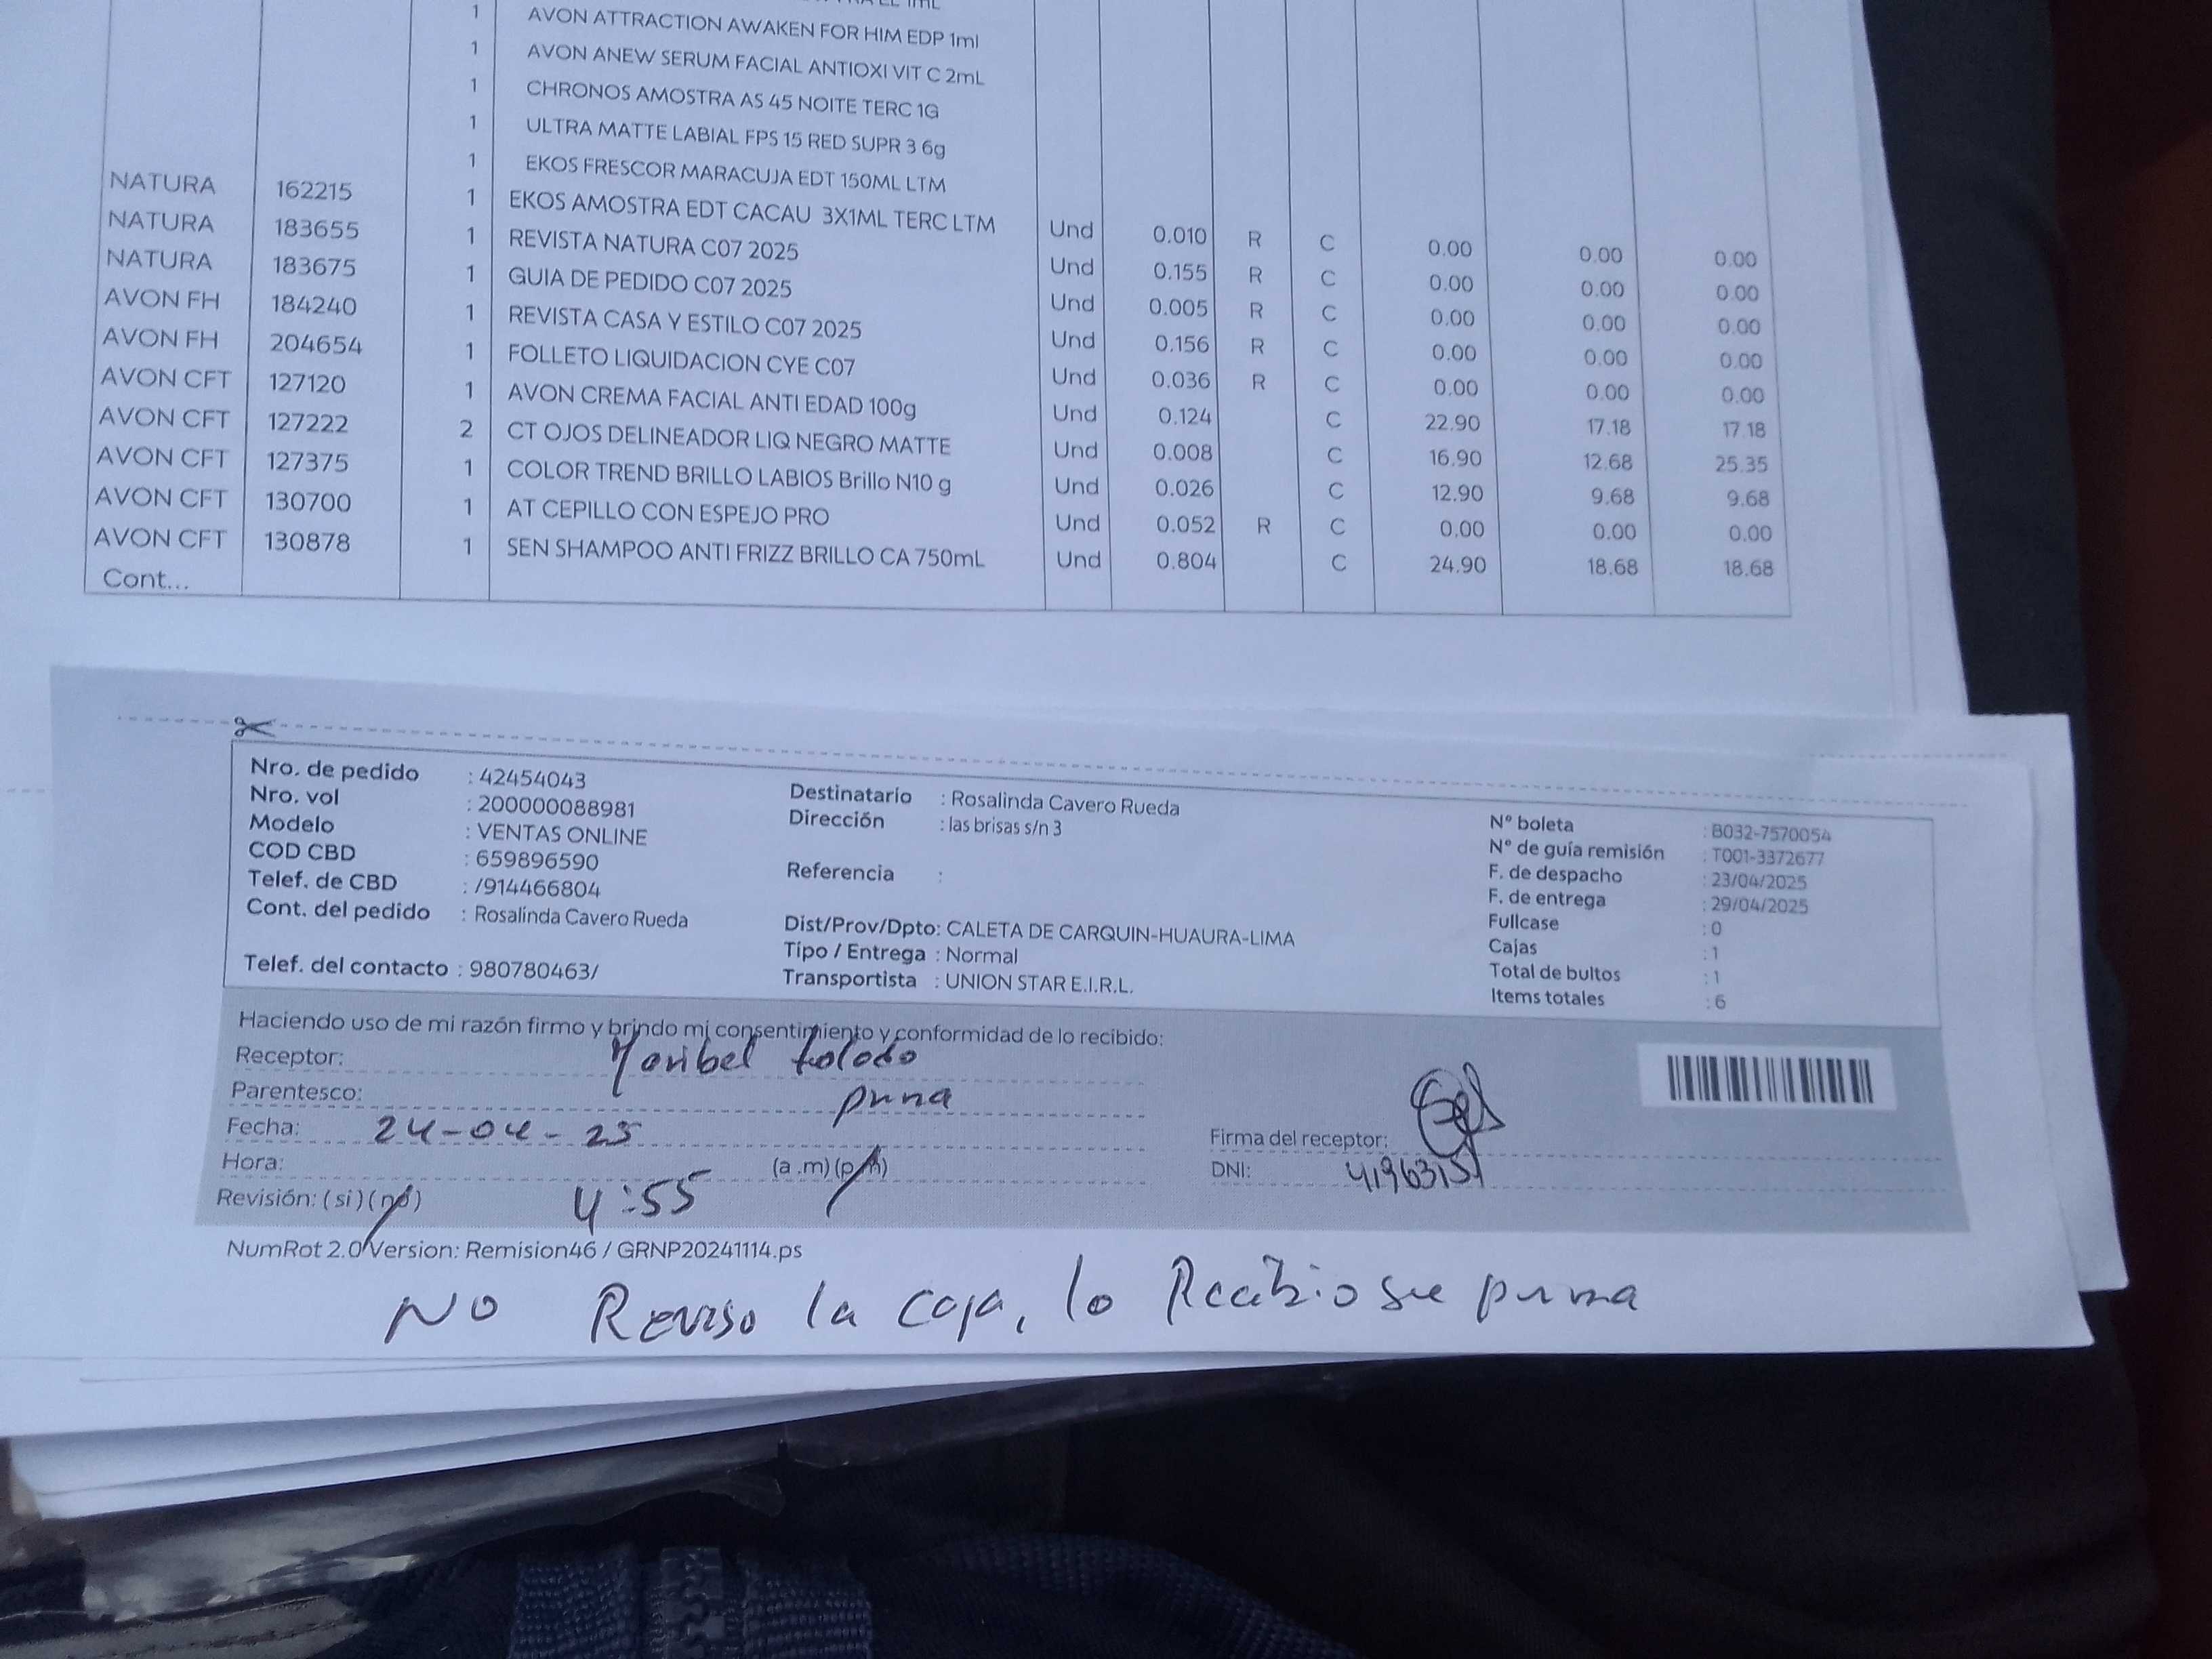 1 AVON ATTRACTION AWAKEN FOR HIM EDP 1ml
1 AVON ANEW SERUM FACIAL ANTIOXI VIT C 2mL
1 CHRONOS AMOSTRA AS 45 NOITE TERC 1G
1 ULTRA MATTE LABIAL FPS 15 RED SUPR 3 6g
1 EKOS FRESCOR MARACUJA EDT 150ML LTM
NATURA 162215 1 EKOS AMOSTRA EDT CACAU 3X1ML TERC LTM Und 0.010 R C 0.00 0.00 0.00
NATURA 183655 1 REVISTA NATURA C07 2025 Und 0.155 R C 0.00 0.00 0.00
NATURA 183675 1 GUIA DE PEDIDO C07 2025 Und 0.005 R C 0.00 0.00 0.00
AVON FH 184240 1 REVISTA CASA Y ESTILO C07 2025 Und 0.156 R C 0.00 0.00 0.00
AVON FH 204654 1 FOLLETO LIQUIDACION CYE C07 Und 0.036 R C 0.00 0.00 0.00
AVON CFT 127120 1 AVON CREMA FACIAL ANTI EDAD 100g Und 0.124 C 22.90 17.18 17.18
AVON CFT 127222 2 CT OJOS DELINEADOR LIQ NEGRO MATTE Und 0.008 C 16.90 12.68 25.35
AVON CFT 127375 1 COLOR TREND BRILLO LABIOS Brillo N10 g Und 0.026 C 12.90 9.68 9.68
AVON CFT 130700 1 AT CEPILLO CON ESPEJO PRO Und 0.052 R C 0.00 0.00 0.00
AVON CFT 130878 1 SEN SHAMPOO ANTI FRIZZ BRILLO CA 750mL Und 0.804 C 24.90 18.68 18.68
Cont...
Nro. de pedido : 42454043
Nro. vol : 200000088981
Modelo : VENTAS ONLINE
COD CBD : 659896590
Telef. de CBD : /914466804
Cont. del pedido : Rosalinda Cavero Rueda
Telef. del contacto : 980780463/
Destinatario : Rosalinda Cavero Rueda
Dirección : las brisas s/n 3
Referencia :
Dist/Prov/Dpto: CALETA DE CARQUIN-HUAURA-LIMA
Tipo / Entrega : Normal
Transportista : UNION STAR E.I.R.L.
N° boleta : B032-7570054
N° de guía remisión : T001-3372677
F. de despacho : 23/04/2025
F. de entrega : 29/04/2025
Fullcase : 0
Cajas : 1
Total de bultos : 1
Items totales : 6
Haciendo uso de mi razón firmo y brindo mi consentimiento y conformidad de lo recibido:
Receptor: Maribel toledo
Parentesco: prima
Fecha: 24-04-25
Hora: 4:55 (a.m) (p.m)
Revisión: (si) (no)
Firma del receptor:
DNI: 41963151
NumRot 2.0 Version: Remision46 / GRNP20241114.ps
NO Reviso la caja, lo Recibio su prima